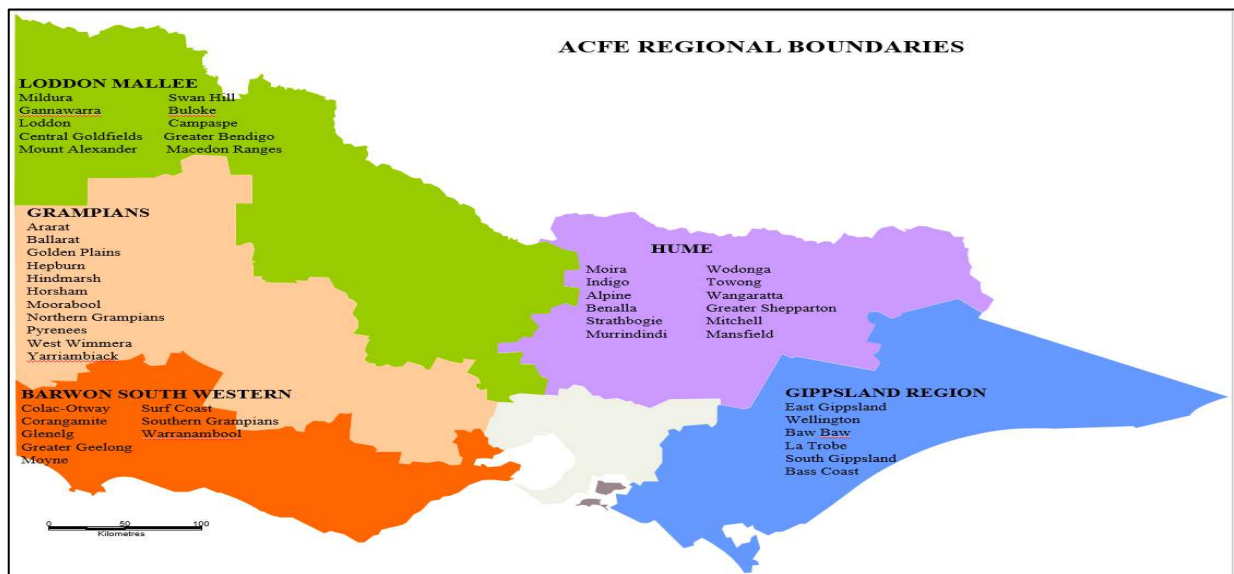 ACFE REGIONAL BOUNDARIES
LODDON MALLEE
Mildura Swan Hill
Gannawarra Buloke
Loddon Campaspe
Central Goldfields Greater Bendigo
Mount Alexander Macedon Ranges
GRAMPIANS
Ararat
Ballarat
Golden Plains
Hepburn
Hindmarsh
Horsham
Moorabool
Northern Grampians
Pyrenees
West Wimmera
Yarriambiack
HUME
Moira Wodonga
Indigo Towong
Alpine Wangaratta
Benalla Greater Shepparton
Strathbogie Mitchell
Murrindindi Mansfield
BARWON SOUTH WESTERN
Colac-Otway Surf Coast
Corangamite Southern Grampians
Glenelg Warranambool
Greater Geelong
Moyne
GIPPSLAND REGION
East Gippsland
Wellington
Baw Baw
La Trobe
South Gippsland
Bass Coast
0 50 100
Kilometres